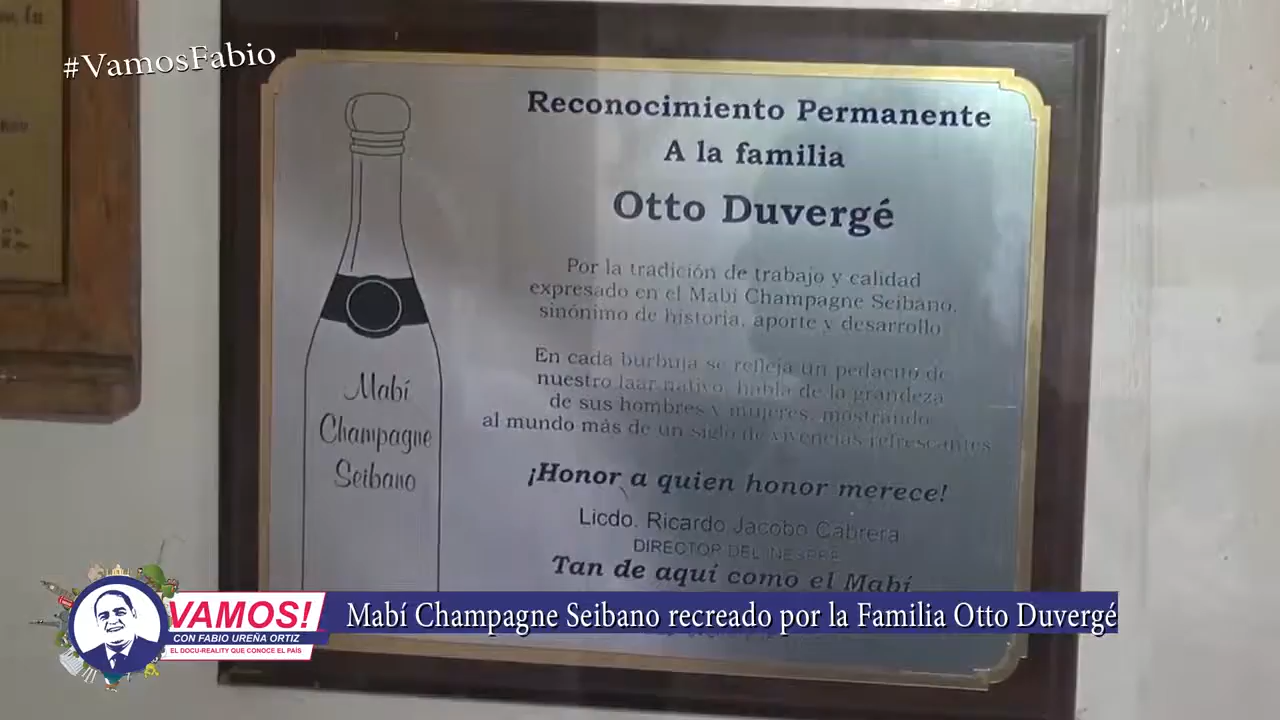 #VamosFabio
Reconocimiento Permanente
A la familia
Otto Duvergé
Por la tradición de trabajo y calidad
expresado en el Mabí Champagne Seibano,
sinónimo de historia, aporte y desarrollo
En cada burbuja se refleja un pedacito de
nuestro laar nativo, habla de la grandeza
de sus hombres y mujeres, mostrando
al mundo más de un siglo de vivencias refrescantes
¡Honor a quien honor merece!
Licdo. Ricardo Jacobo Cabrera
DIRECTOR DEL INESPRE
Tan de aquí como el Mabí
Mabí
Champagne
Seibano
VAMOS!
CON FABIO UREÑA ORTIZ
EL DOCU-REALITY QUE CONOCE EL PAÍS
Mabí Champagne Seibano recreado por la Familia Otto Duvergé